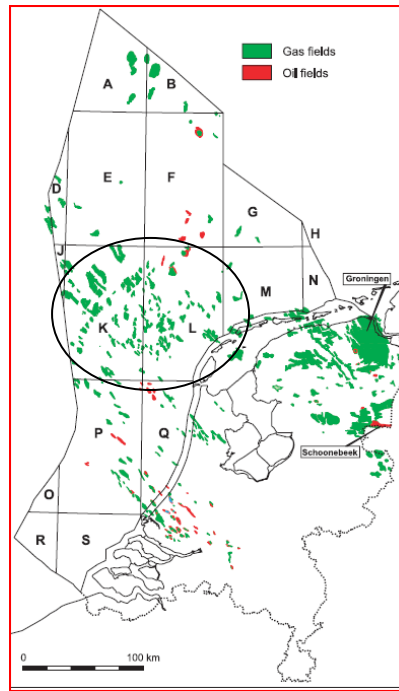 Gas fields
Oil fields
A
B
E
F
D
G
H
J
M
N
Groningen
K
L
P
Q
Schoonebeek
O
R
S
0
100 km